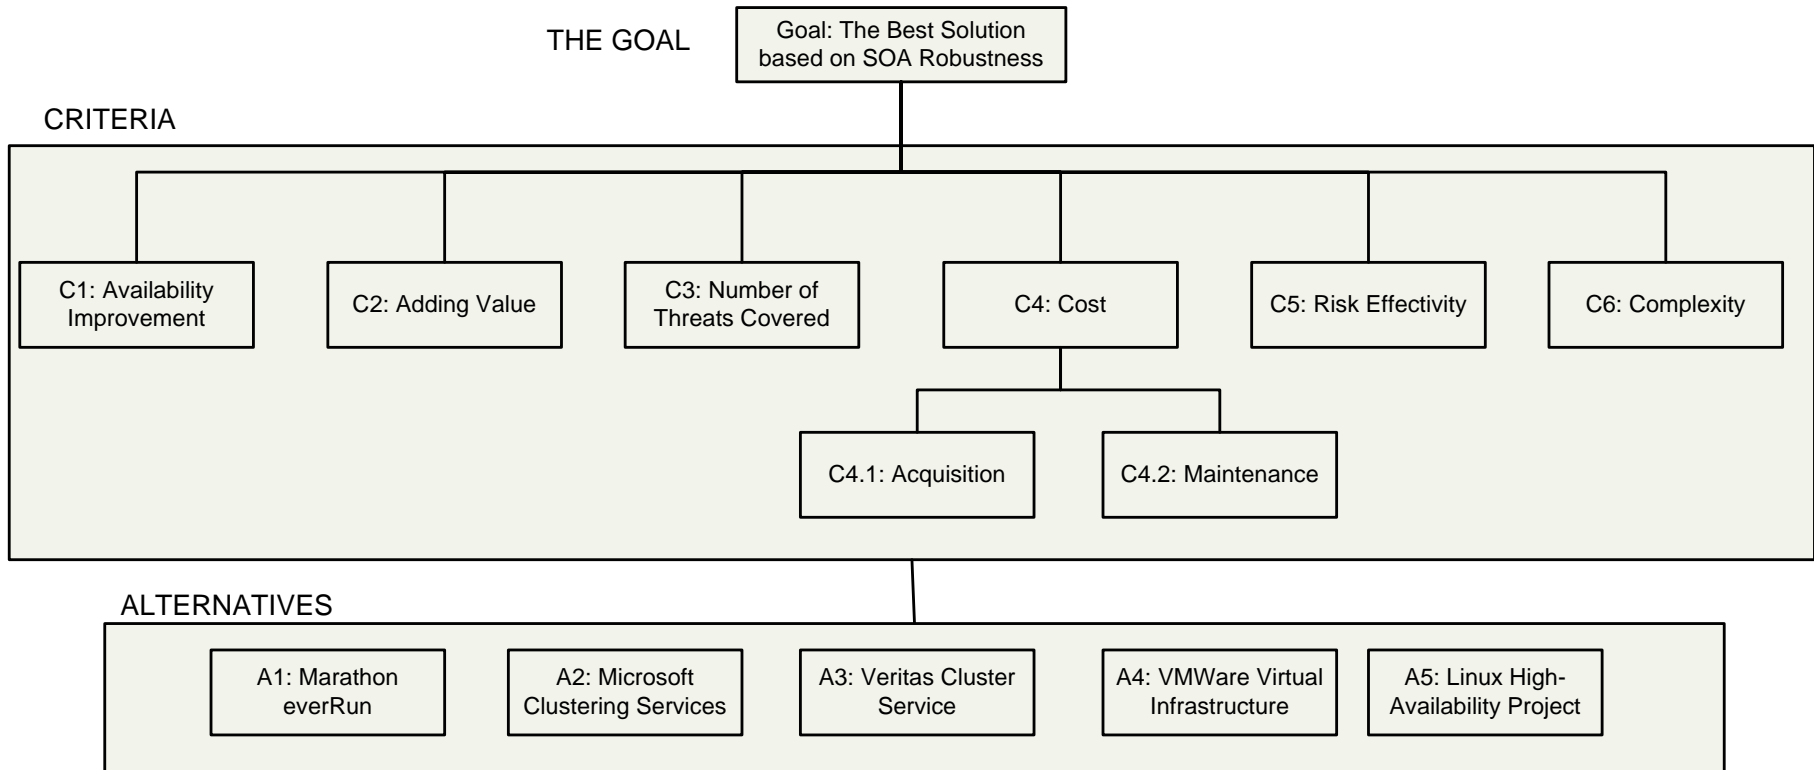 THE GOAL
Goal: The Best Solution
based on SOA Robustness
CRITERIA
C1: Availability
Improvement
C2: Adding Value
C3: Number of
Threats Covered
C4: Cost
C5: Risk Effectivity
C6: Complexity
C4.1: Acquisition
C4.2: Maintenance
ALTERNATIVES
A1: Marathon
everRun
A2: Microsoft
Clustering Services
A3: Veritas Cluster
Service
A4: VMWare Virtual
Infrastructure
A5: Linux High-
Availability Project